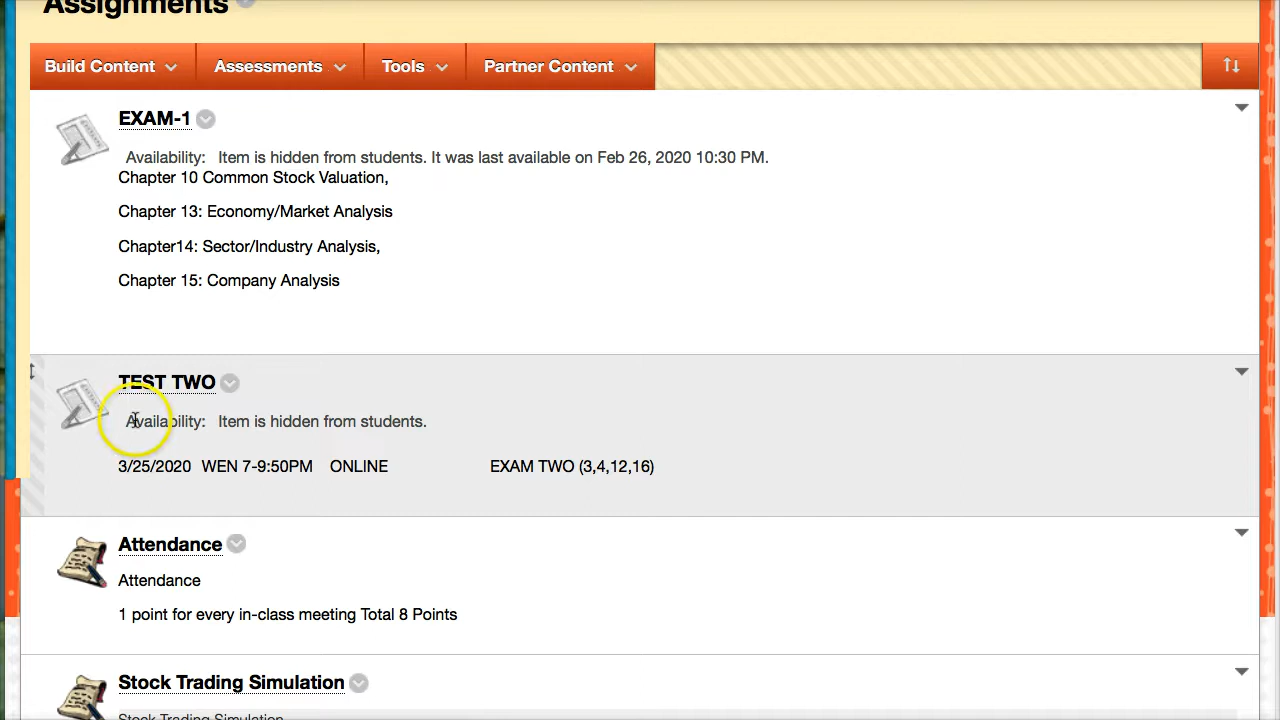 Assignments
Build Content Assessments Tools Partner Content
EXAM-1
Availability: Item is hidden from students. It was last available on Feb 26, 2020 10:30 PM.
Chapter 10 Common Stock Valuation,
Chapter 13: Economy/Market Analysis
Chapter14: Sector/Industry Analysis,
Chapter 15: Company Analysis
TEST TWO
Availability: Item is hidden from students.
3/25/2020 WEN 7-9:50PM ONLINE EXAM TWO (3,4,12,16)
Attendance
Attendance
1 point for every in-class meeting Total 8 Points
Stock Trading Simulation
Stock Trading Simulation